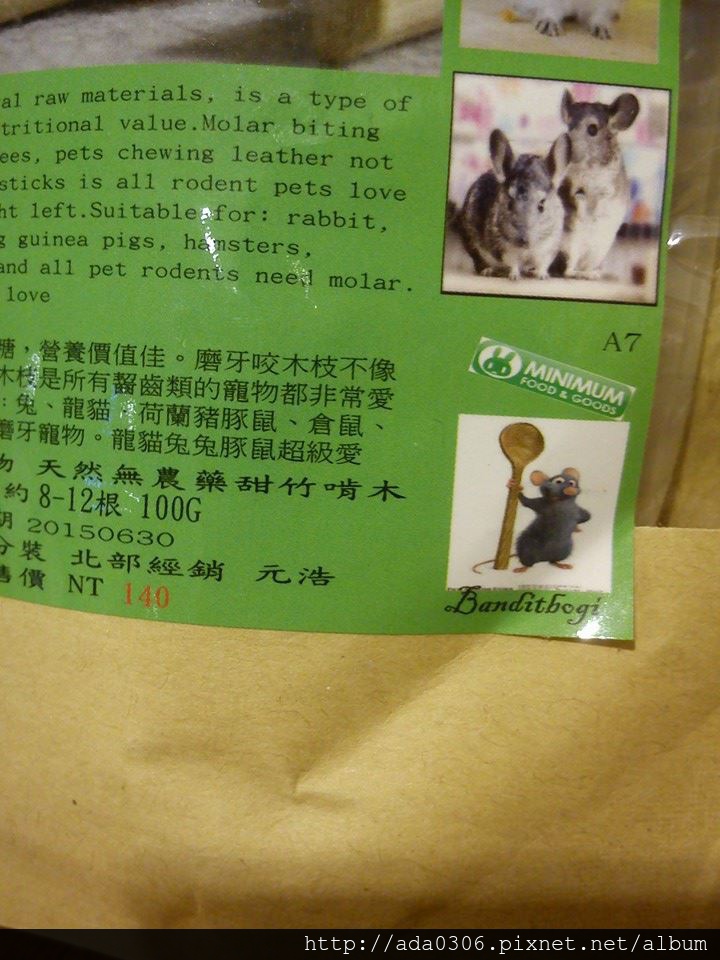 al raw materials, is a type of
tritional value.Molar biting
ees, pets chewing leather not
sticks is all rodent pets love
ht left.Suitable for: rabbit,
g guinea pigs, hamsters,
and all pet rodents need molar.
love
A7
糖，營養價值佳。磨牙咬木枝不像
木枝是所有齧齒類的寵物都非常愛
：兔、龍貓、荷蘭豬豚鼠、倉鼠、
磨牙寵物。龍貓兔兔豚鼠超級愛
MINIMUM
FOOD & GOODS
物 天然無農藥甜竹啃木
約 8-12根 100G
期 20150630
分裝 北部經銷 元浩
售價 NT 140
Banditbogi
http://ada0306.pixnet.net/album